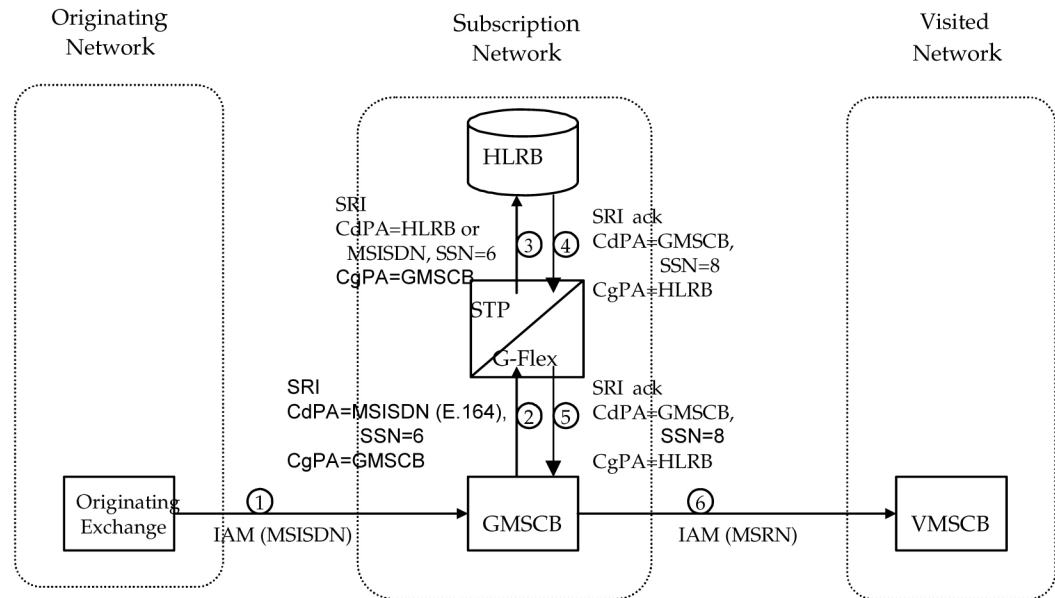 Originating
Network
Subscription
Network
Visited
Network
HLRB
SRI
CdPA=HLRB or
MSISDN, SSN=6
CgPA=GMSCB
3
4
SRI ack
CdPA=GMSCB,
SSN=8
CgPA=HLRB
STP
G-Flex
SRI
CdPA=MSISDN (E.164),
SSN=6
CgPA=GMSCB
2
5
SRI ack
CdPA=GMSCB,
SSN=8
CgPA=HLRB
Originating
Exchange
1
IAM (MSISDN)
GMSCB
6
IAM (MSRN)
VMSCB